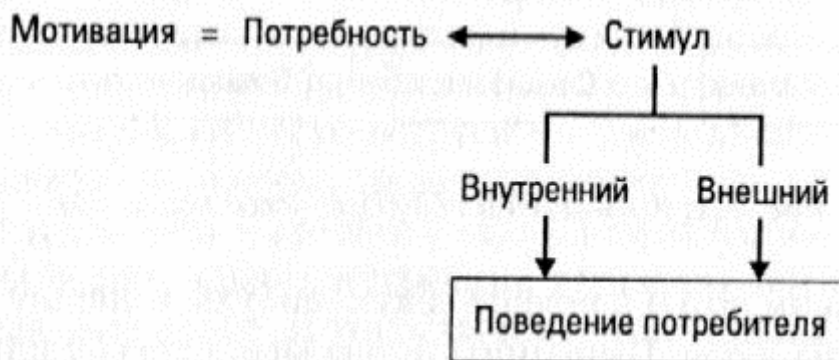 Мотивация = Потребность ⟷ Стимул
Внутренний Внешний
Поведение потребителя